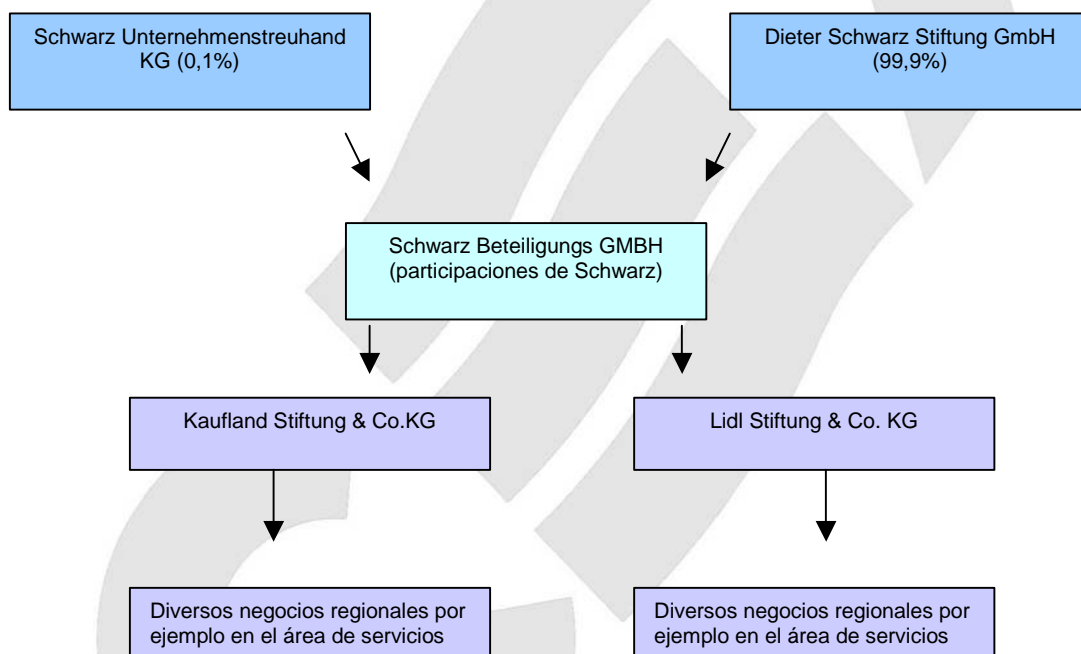 Schwarz Unternehmenstreuhand
KG (0,1%)
Dieter Schwarz Stiftung GmbH
(99,9%)
Schwarz Beteiligungs GMBH
(participaciones de Schwarz)
Kaufland Stiftung & Co.KG
Lidl Stiftung & Co. KG
Diversos negocios regionales por
ejemplo en el área de servicios
Diversos negocios regionales por
ejemplo en el área de servicios